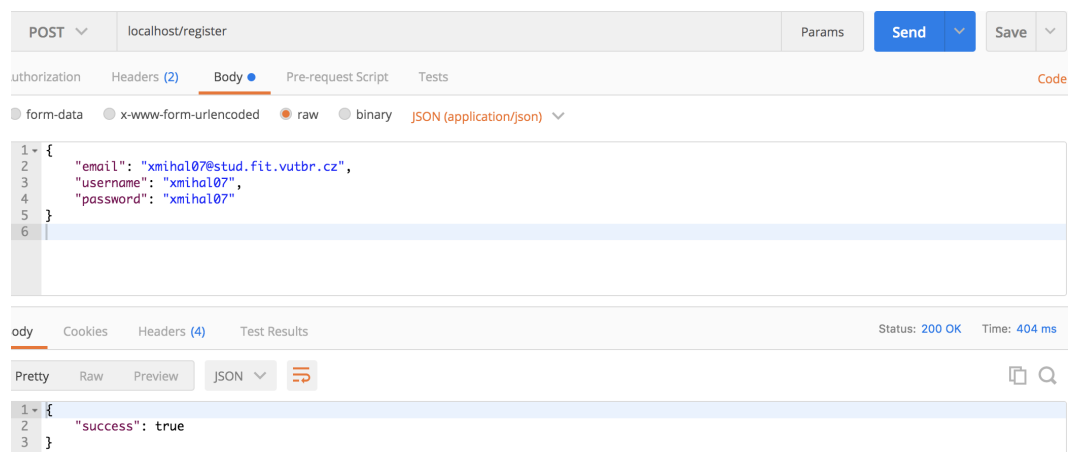 POST localhost/register Params Send Save
uthorization Headers (2) Body Pre-request Script Tests Code
form-data x-www-form-urlencoded raw binary JSON (application/json)
1 {
2 "email": "xmihal07@stud.fit.vutbr.cz",
3 "username": "xmihal07",
4 "password": "xmihal07"
5 }
6
ody Cookies Headers (4) Test Results Status: 200 OK Time: 404 ms
Pretty Raw Preview JSON
1 {
2 "success": true
3 }